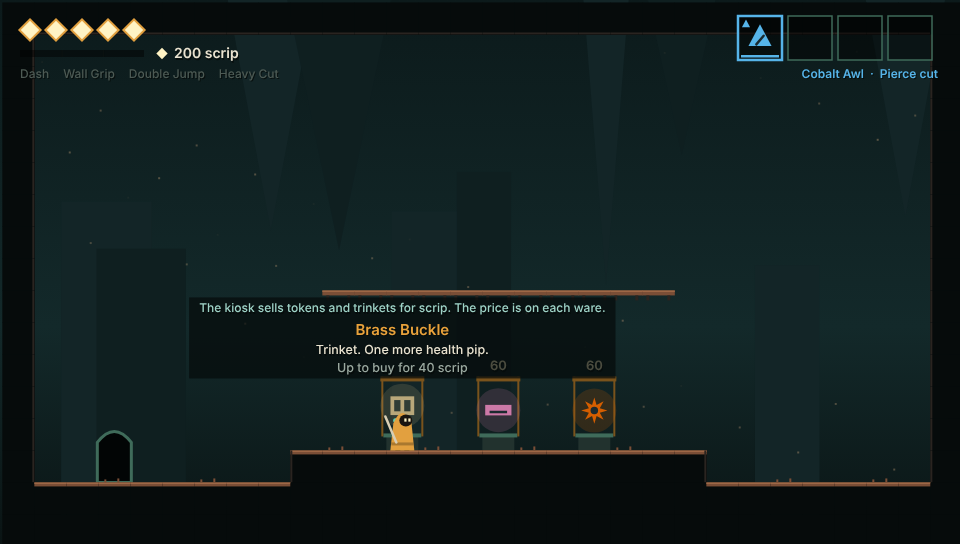 200 scrip
Dash Wall Grip Double Jump Heavy Cut
Cobalt Awl · Pierce cut
The kiosk sells tokens and trinkets for scrip. The price is on each ware.
Brass Buckle
Trinket. One more health pip.
Up to buy for 40 scrip
60
60